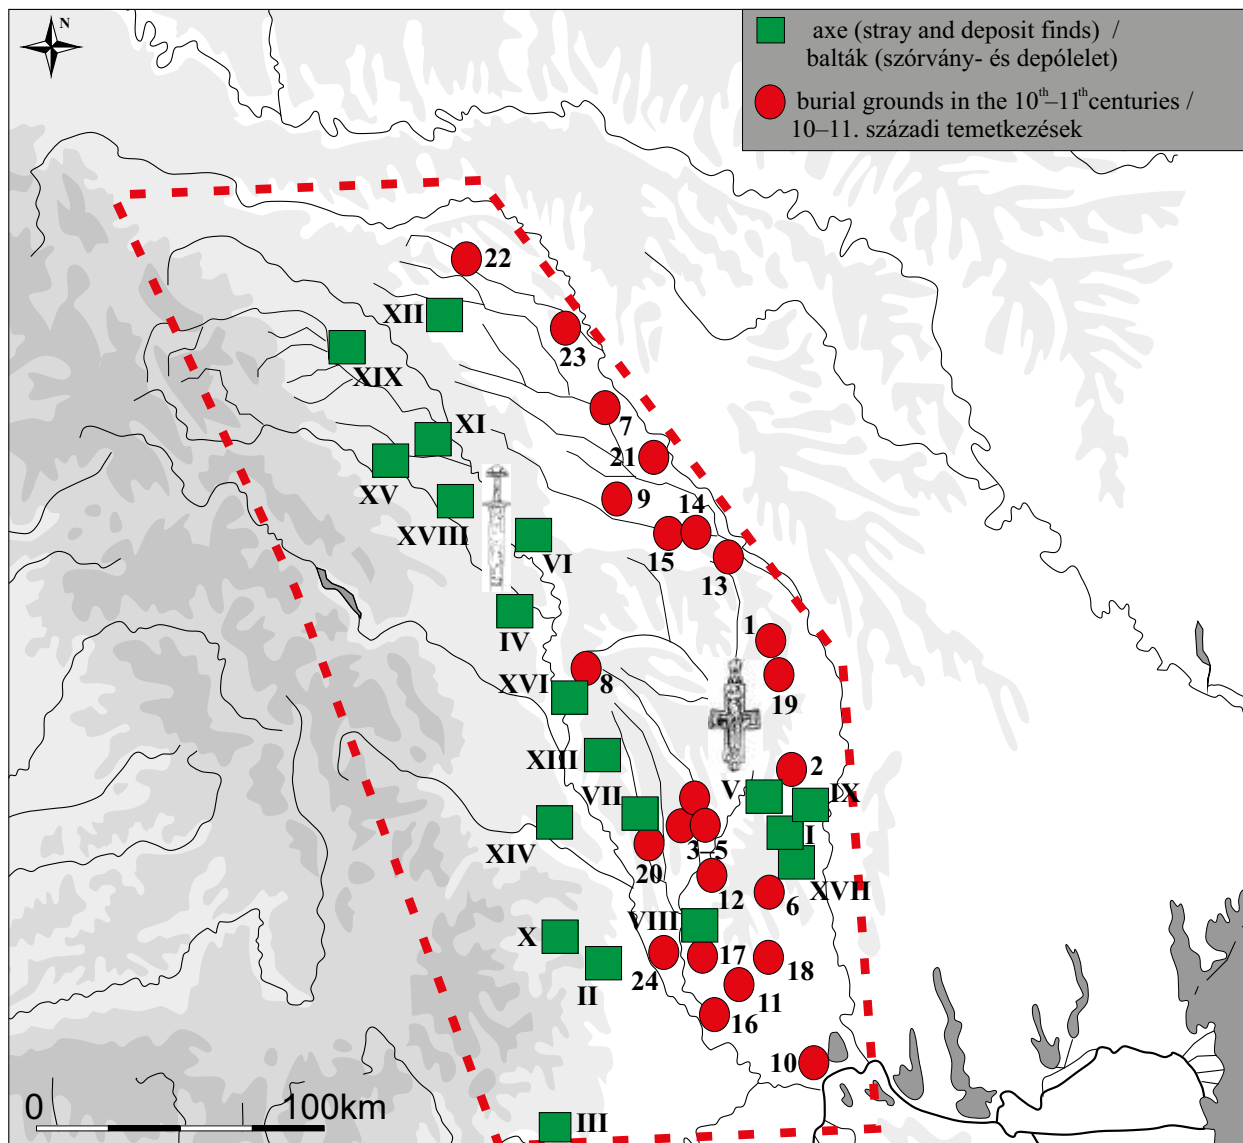 N
axe (stray and deposit finds) /
balták (szórvány- és depólelet)
burial grounds in the 10th–11th centuries /
10–11. századi temetkezések
22
XII
23
XIX
7
XI
21
XV
9
14
XVIII
15
VI
13
IV
1
XVI
8
19
XIII
2
V
IX
VII
I
3–5
XIV
20
XVII
12
6
VIII
X
17
18
24
II
11
16
10
0
100km
III